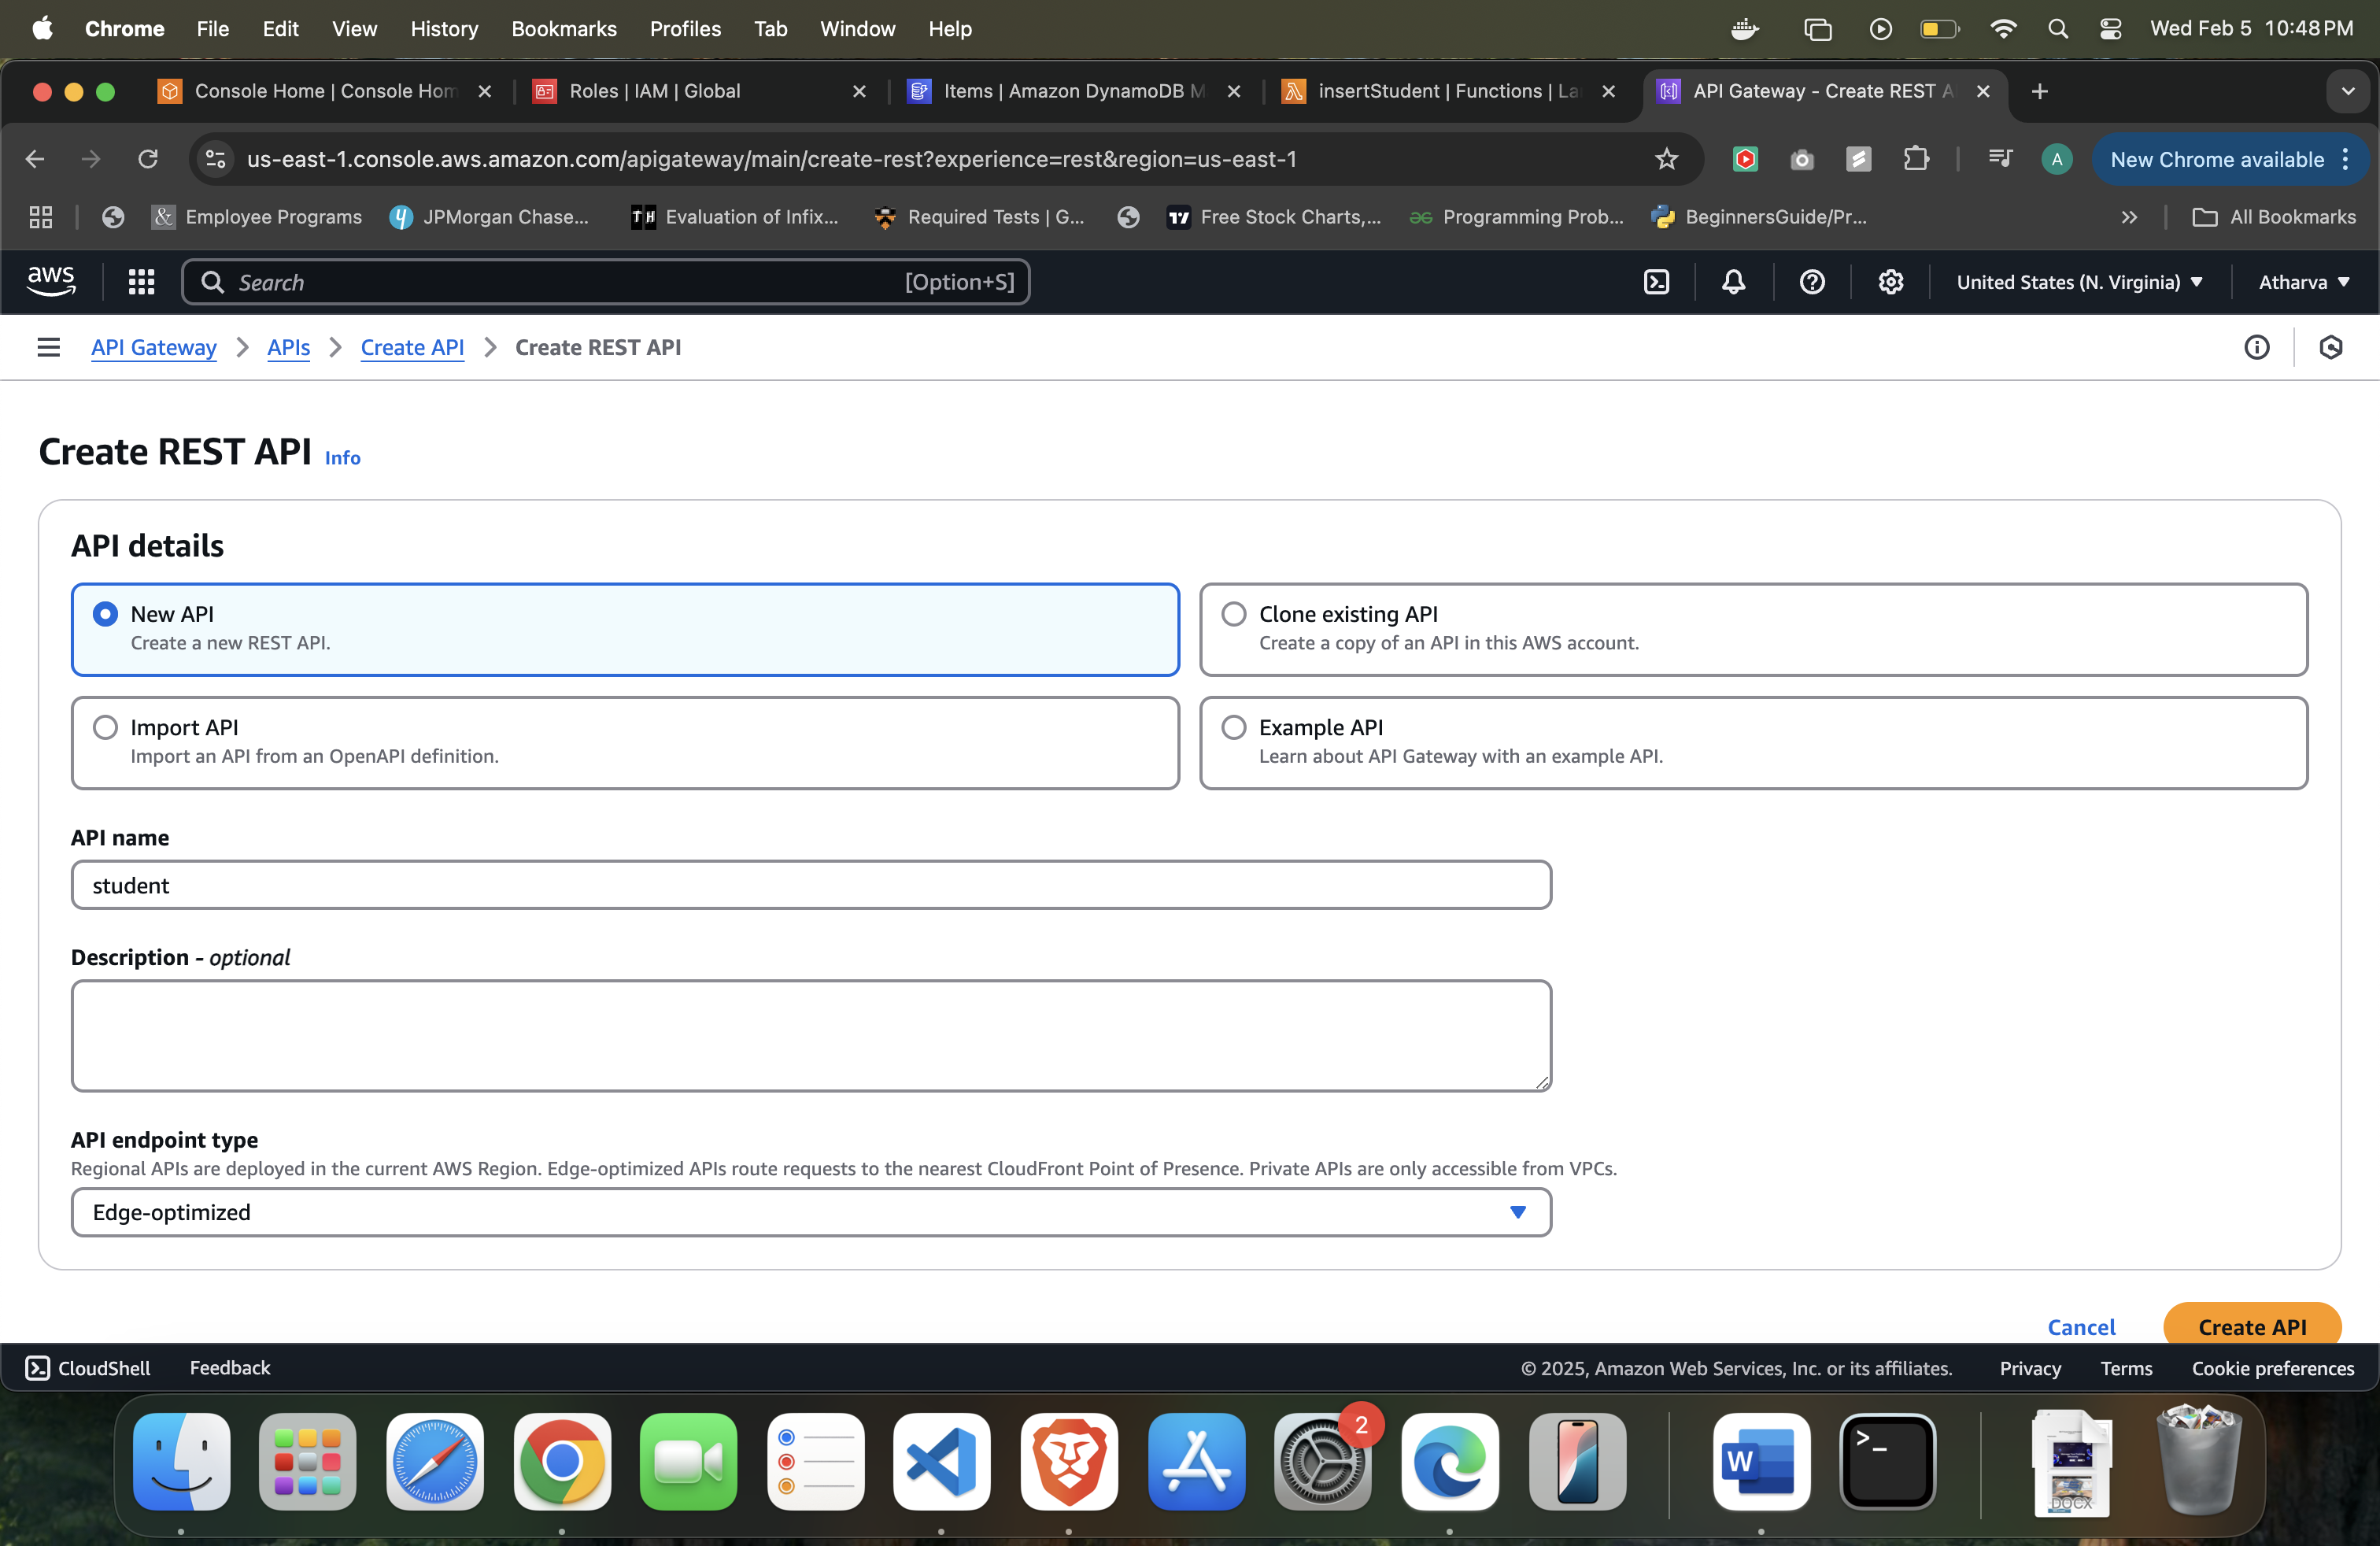 Chrome File Edit View History Bookmarks Profiles Tab Window Help Wed Feb 5 10:48 PM
Console Home | Console Hom Roles | IAM | Global Items | Amazon DynamoDB M insertStudent | Functions | La API Gateway - Create REST A
us-east-1.console.aws.amazon.com/apigateway/main/create-rest?experience=rest&region=us-east-1 A New Chrome available
Employee Programs JPMorgan Chase... Evaluation of Infix... Required Tests | G... Free Stock Charts,... Programming Prob... BeginnersGuide/Pr... All Bookmarks
aws Search [Option+S] United States (N. Virginia) Atharva
API Gateway APIs Create API Create REST API
Create REST API Info
API details
New API
Create a new REST API.
Clone existing API
Create a copy of an API in this AWS account.
Import API
Import an API from an OpenAPI definition.
Example API
Learn about API Gateway with an example API.
API name
student
Description - optional
API endpoint type
Regional APIs are deployed in the current AWS Region. Edge-optimized APIs route requests to the nearest CloudFront Point of Presence. Private APIs are only accessible from VPCs.
Edge-optimized
Cancel Create API
CloudShell Feedback © 2025, Amazon Web Services, Inc. or its affiliates. Privacy Terms Cookie preferences
2
W
DOCX